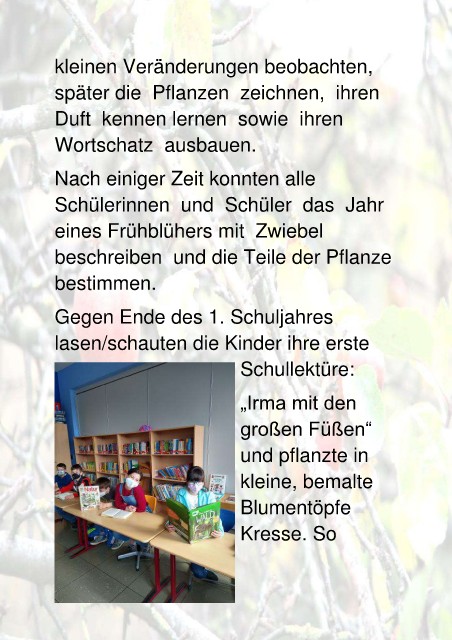 kleinen Veränderungen beobachten,
später die Pflanzen zeichnen, ihren
Duft kennen lernen sowie ihren
Wortschatz ausbauen.
Nach einiger Zeit konnten alle
Schülerinnen und Schüler das Jahr
eines Frühblühers mit Zwiebel
beschreiben und die Teile der Pflanze
bestimmen.
Gegen Ende des 1. Schuljahres
lasen/schauten die Kinder ihre erste
Schullektüre:
„Irma mit den
großen Füßen“
und pflanzte in
kleine, bemalte
Blumentöpfe
Kresse. So